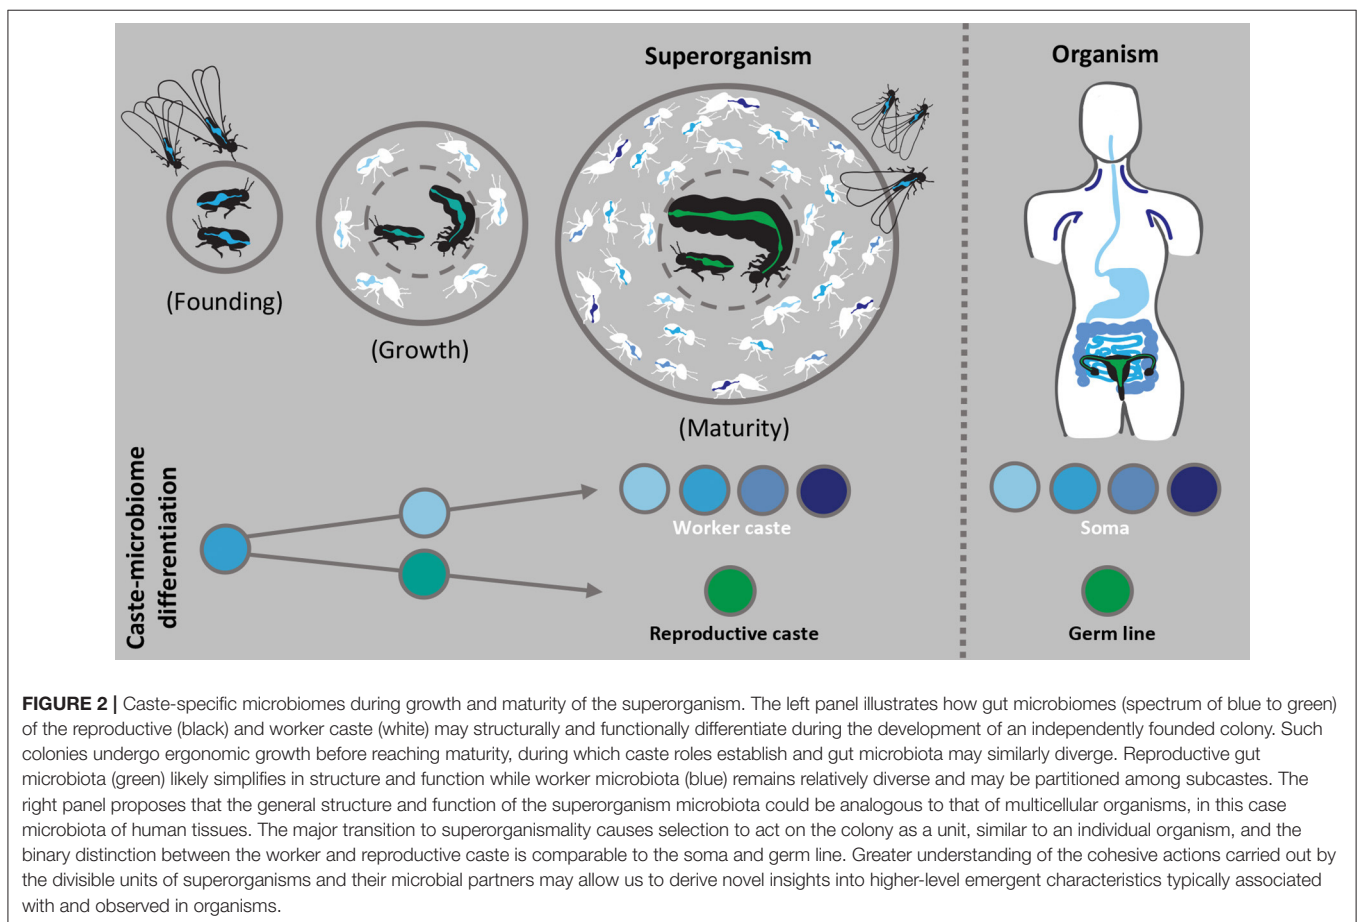 Superorganism
Organism
(Founding)
(Growth)
(Maturity)
Caste-microbiome
differentiation
Worker caste
Soma
Reproductive caste
Germ line
FIGURE 2 | Caste-specific microbiomes during growth and maturity of the superorganism. The left panel illustrates how gut microbiomes (spectrum of blue to green)
of the reproductive (black) and worker caste (white) may structurally and functionally differentiate during the development of an independently founded colony. Such
colonies undergo ergonomic growth before reaching maturity, during which caste roles establish and gut microbiota may similarly diverge. Reproductive gut
microbiota (green) likely simplifies in structure and function while worker microbiota (blue) remains relatively diverse and may be partitioned among subcastes. The
right panel proposes that the general structure and function of the superorganism microbiota could be analogous to that of multicellular organisms, in this case
microbiota of human tissues. The major transition to superorganismality causes selection to act on the colony as a unit, similar to an individual organism, and the
binary distinction between the worker and reproductive caste is comparable to the soma and germ line. Greater understanding of the cohesive actions carried out by
the divisible units of superorganisms and their microbial partners may allow us to derive novel insights into higher-level emergent characteristics typically associated
with and observed in organisms.